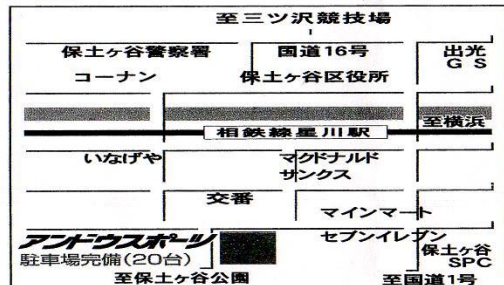 至三ツ沢競技場
保土ヶ谷警察署 国道16号 出光
GS
コーナン 保土ヶ谷区役所
至横浜
相鉄線星川駅
いなげや マクドナルド
サンクス
交番
マインマート
アンドウスポーツ セブンイレブン
保土ヶ谷
SPC
駐車場完備(20台)
至保土ヶ谷公園 至国道1号